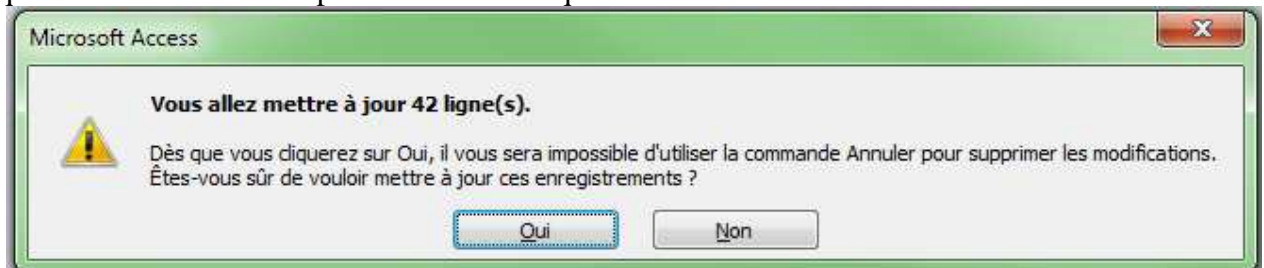 Microsoft Access
X
Vous allez mettre à jour 42 ligne(s).
Dès que vous cliquerez sur Oui, il vous sera impossible d'utiliser la commande Annuler pour supprimer les modifications.
Êtes-vous sûr de vouloir mettre à jour ces enregistrements ?
Oui Non